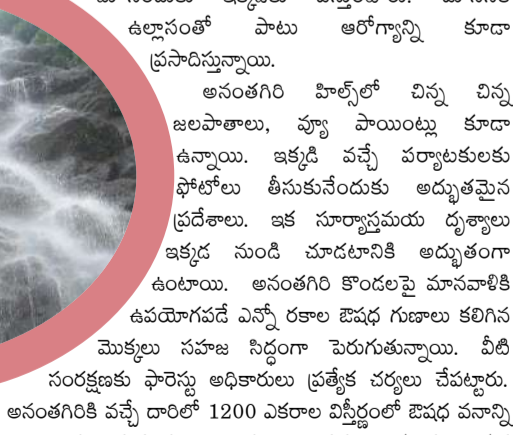 ఉల్లాసంతో పాటు ఆరోగ్యాన్ని కూడా
ప్రసాదిస్తున్నాయి.
అనంతగిరి హిల్స్‌లో చిన్న చిన్న
జలపాతాలు, వ్యూ పాయింట్లు కూడా
ఉన్నాయి. ఇక్కడి వచ్చే పర్యాటకులకు
ఫోటోలు తీసుకునేందుకు అద్భుతమైన
ప్రదేశాలు. ఇక సూర్యాస్తమయ దృశ్యాలు
ఇక్కడ నుండి చూడటానికి అద్భుతంగా
ఉంటాయి. అనంతగిరి కొండలపై మానవాళికి
ఉపయోగపడే ఎన్నో రకాల ఔషధ గుణాలు కలిగిన
మొక్కలు సహజ సిద్ధంగా పెరుగుతున్నాయి. వీటి
సంరక్షణకు ఫారెస్టు అధికారులు ప్రత్యేక చర్యలు చేపట్టారు.
అనంతగిరికి వచ్చే దారిలో 1200 ఎకరాల విస్తీర్ణంలో ఔషధ వనాన్ని